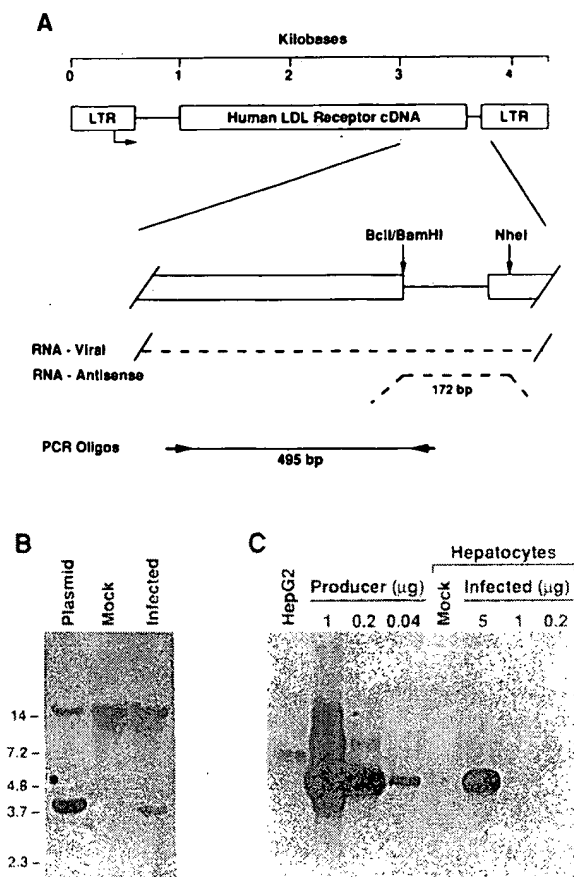 A
Kilobases
0 1 2 3 4
LTR Human LDL Receptor cDNA LTR
BclI/BamHI NheI
RNA - Viral
RNA - Antisense
172 bp
PCR Oligos
495 bp
B
Plasmid Mock Infected
14 –
7.2 –
4.8 –
3.7 –
2.3 –
C
Hepatocytes
HepG2 Producer (µg) Mock Infected (µg)
1 0.2 0.04 5 1 0.2